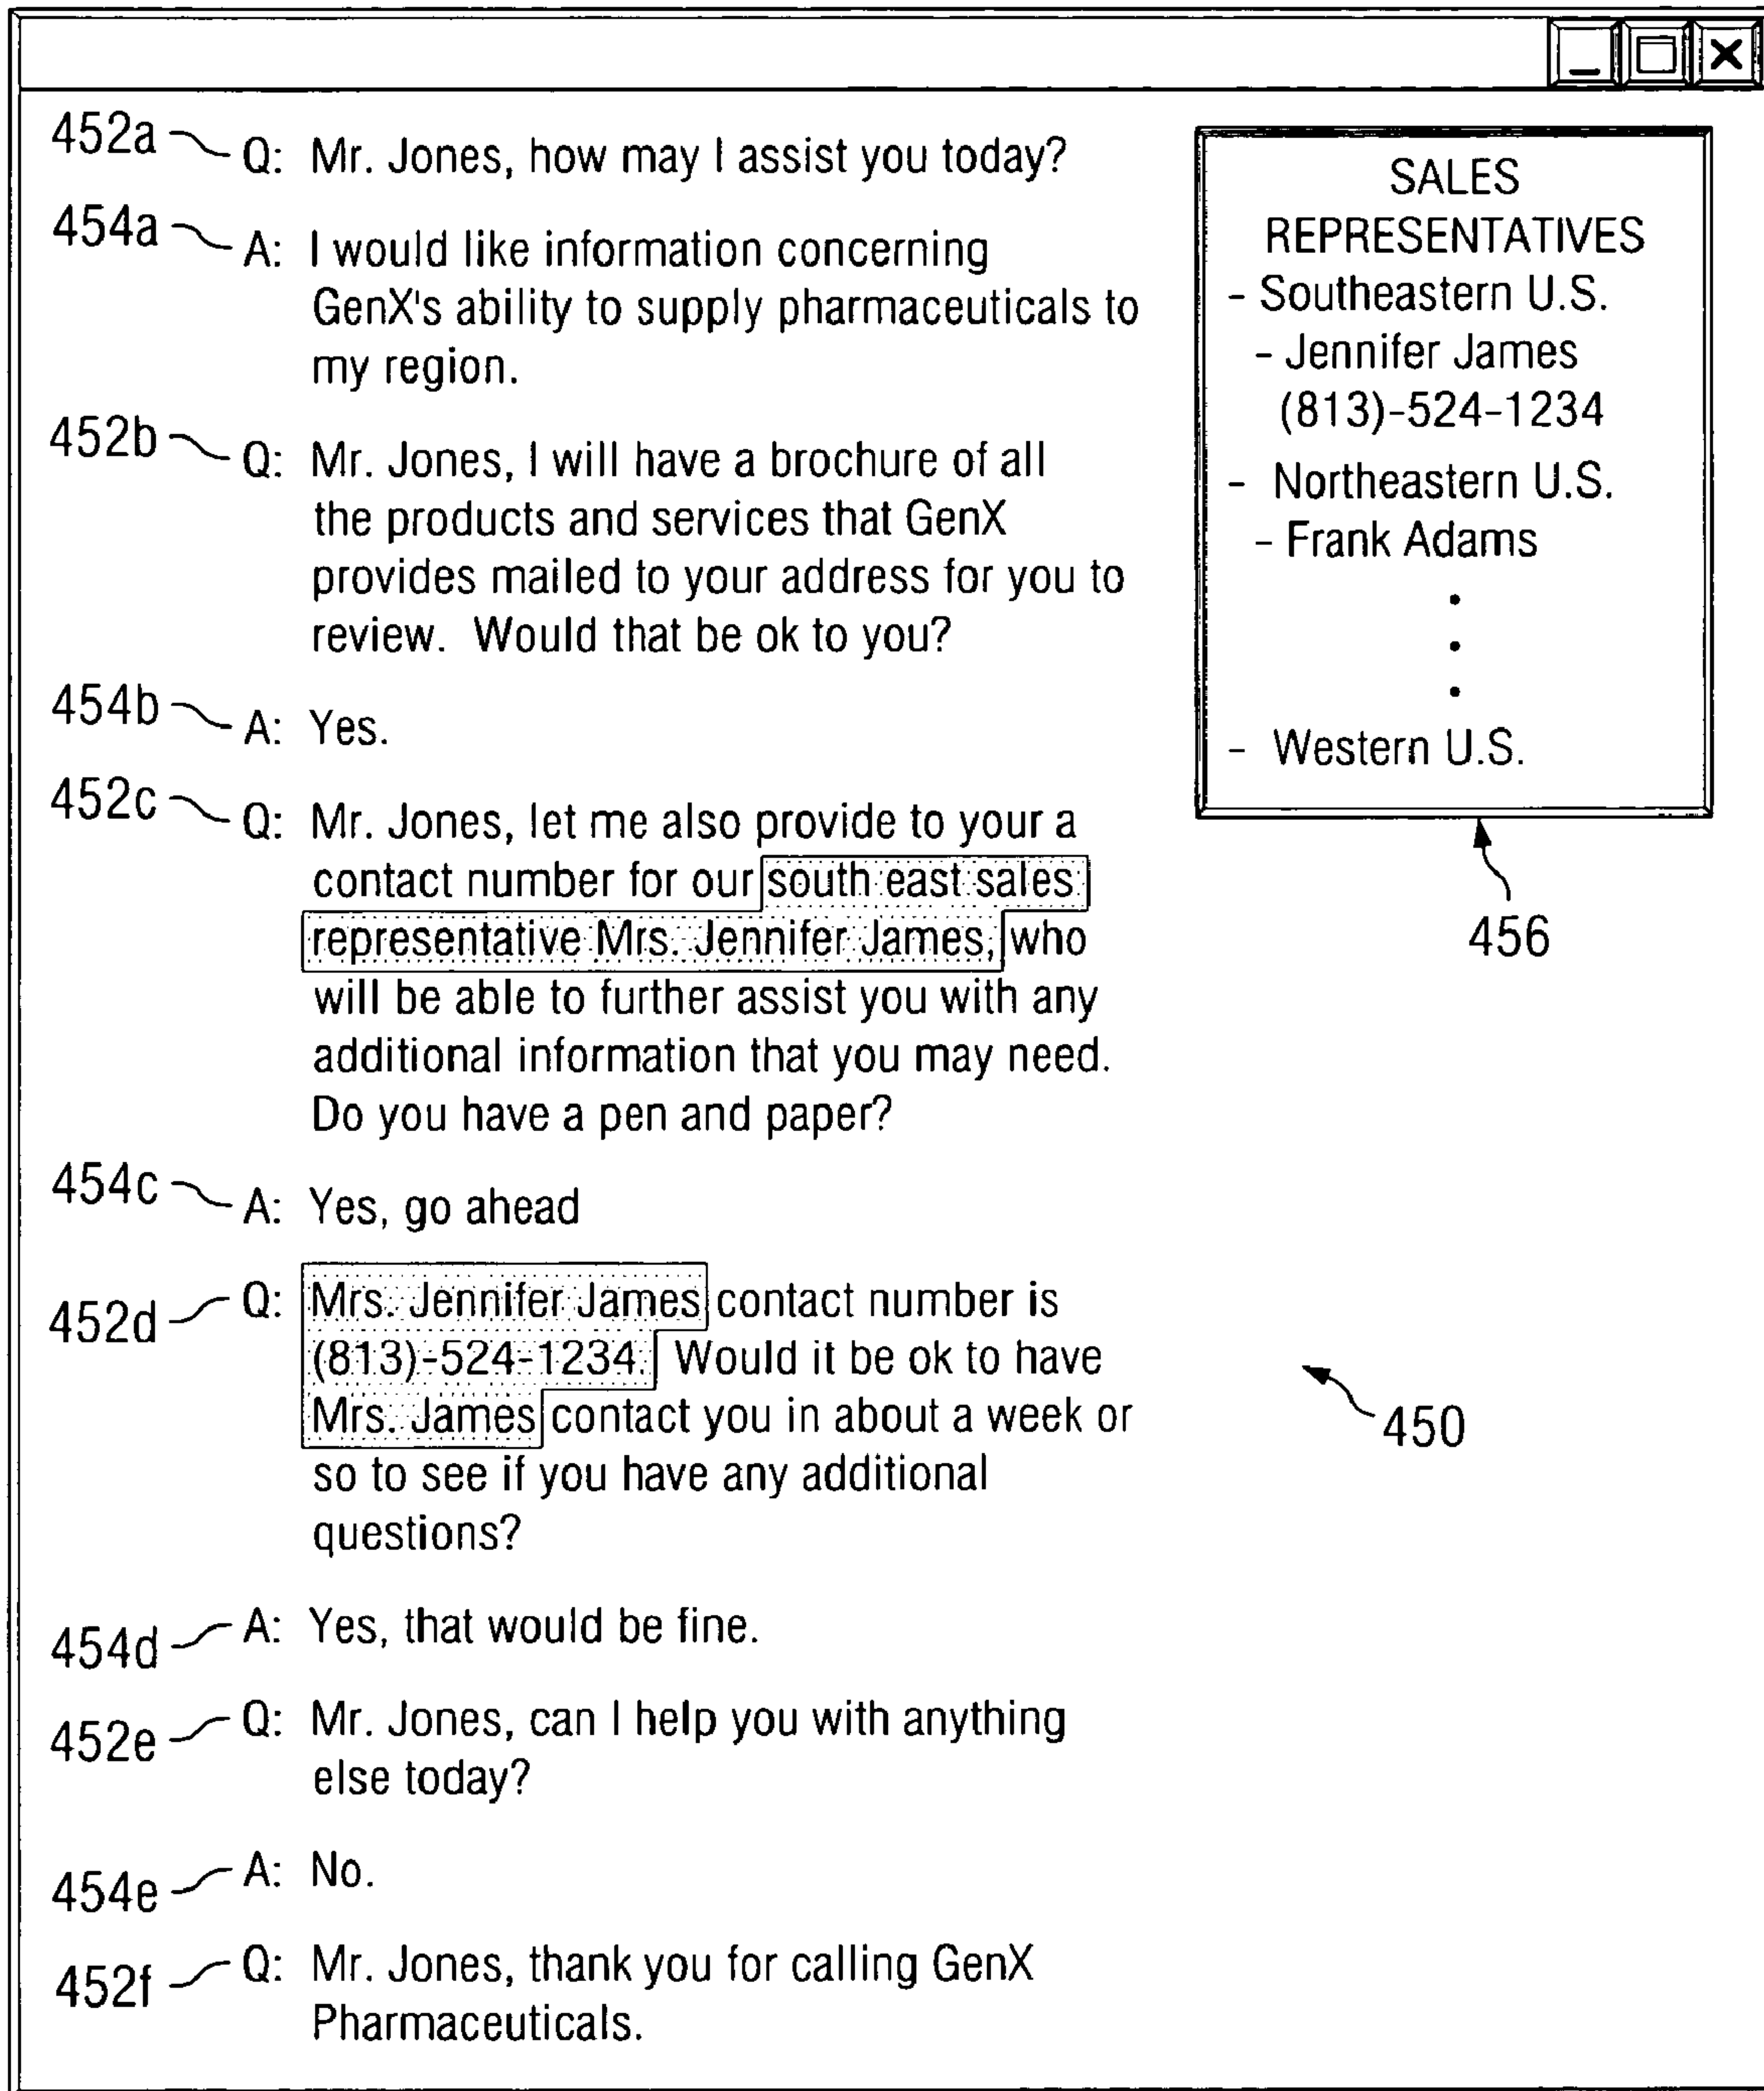 452a Q: Mr. Jones, how may I assist you today?
454a A: I would like information concerning
GenX's ability to supply pharmaceuticals to
my region.
452b Q: Mr. Jones, I will have a brochure of all
the products and services that GenX
provides mailed to your address for you to
review. Would that be ok to you?
454b A: Yes.
452c Q: Mr. Jones, let me also provide to your a
contact number for our south east sales
representative Mrs. Jennifer James, who
will be able to further assist you with any
additional information that you may need.
Do you have a pen and paper?
454c A: Yes, go ahead
452d Q: Mrs. Jennifer James contact number is
(813)-524-1234. Would it be ok to have
Mrs. James contact you in about a week or
so to see if you have any additional
questions?
454d A: Yes, that would be fine.
452e Q: Mr. Jones, can I help you with anything
else today?
454e A: No.
452f Q: Mr. Jones, thank you for calling GenX
Pharmaceuticals.
SALES
REPRESENTATIVES
- Southeastern U.S.
- Jennifer James
(813)-524-1234
- Northeastern U.S.
- Frank Adams
.
.
.
- Western U.S.
456
450